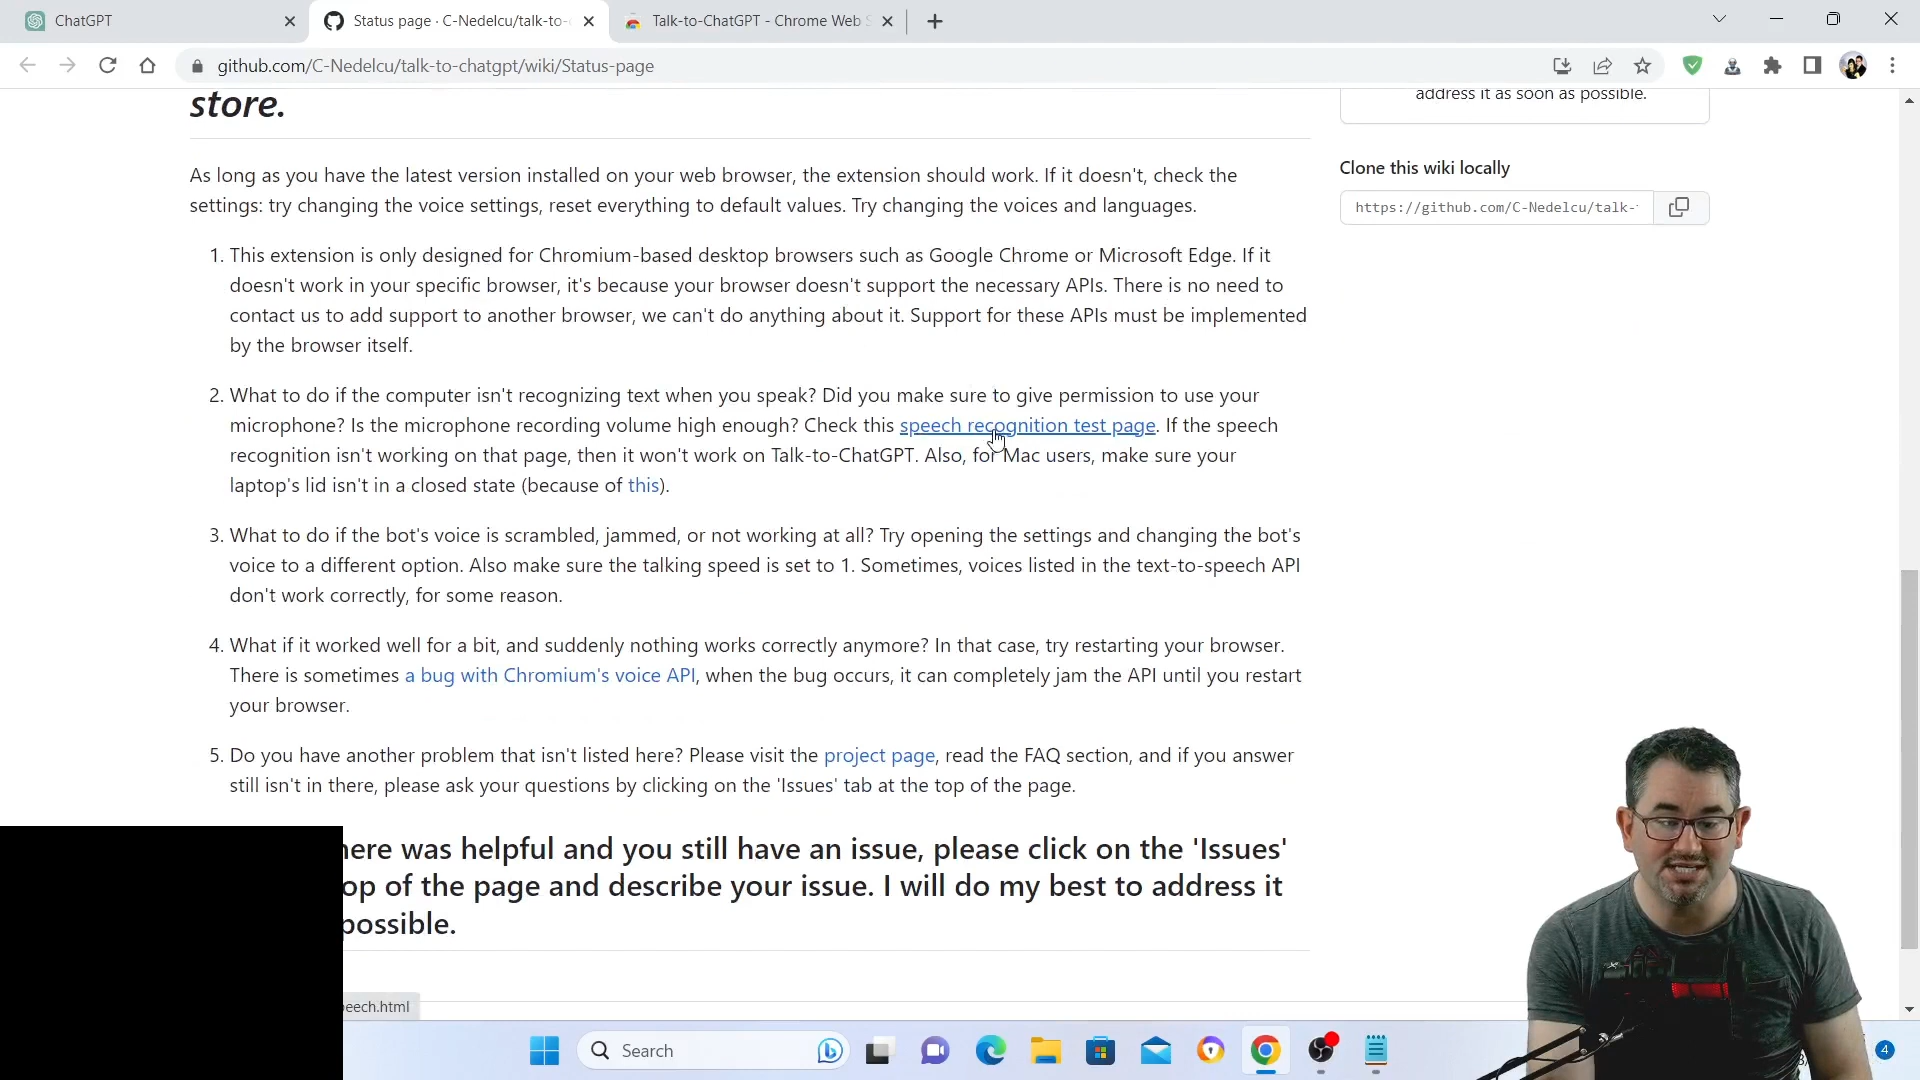 ChatGPT
Status page · C-Nedelcu/talk-to-
Talk-to-ChatGPT - Chrome Web S
github.com/C-Nedelcu/talk-to-chatgpt/wiki/Status-page
store.
address it as soon as possible.
Clone this wiki locally
https://github.com/C-Nedelcu/talk-
As long as you have the latest version installed on your web browser, the extension should work. If it doesn't, check the
settings: try changing the voice settings, reset everything to default values. Try changing the voices and languages.
1. This extension is only designed for Chromium-based desktop browsers such as Google Chrome or Microsoft Edge. If it
doesn't work in your specific browser, it's because your browser doesn't support the necessary APIs. There is no need to
contact us to add support to another browser, we can't do anything about it. Support for these APIs must be implemented
by the browser itself.
2. What to do if the computer isn't recognizing text when you speak? Did you make sure to give permission to use your
microphone? Is the microphone recording volume high enough? Check this speech recognition test page. If the speech
recognition isn't working on that page, then it won't work on Talk-to-ChatGPT. Also, for Mac users, make sure your
laptop's lid isn't in a closed state (because of this).
3. What to do if the bot's voice is scrambled, jammed, or not working at all? Try opening the settings and changing the bot's
voice to a different option. Also make sure the talking speed is set to 1. Sometimes, voices listed in the text-to-speech API
don't work correctly, for some reason.
4. What if it worked well for a bit, and suddenly nothing works correctly anymore? In that case, try restarting your browser.
There is sometimes a bug with Chromium's voice API, when the bug occurs, it can completely jam the API until you restart
your browser.
5. Do you have another problem that isn't listed here? Please visit the project page, read the FAQ section, and if you answer
still isn't in there, please ask your questions by clicking on the 'Issues' tab at the top of the page.
here was helpful and you still have an issue, please click on the 'Issues'
op of the page and describe your issue. I will do my best to address it
possible.
eech.html
Search
4